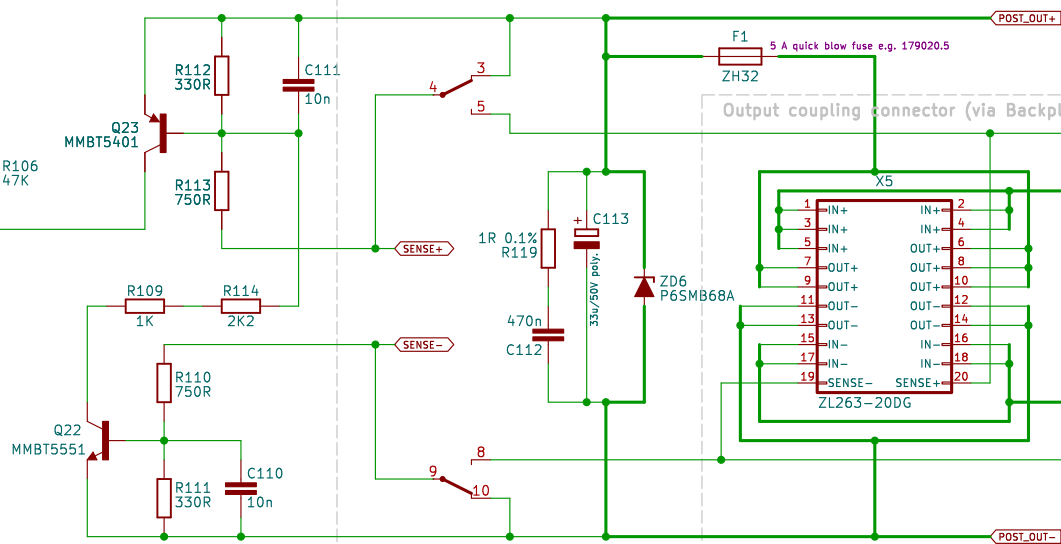 POST_OUT+
F1
5 A quick blow fuse e.g. 179020.5
ZH32
R112
330R
C111
10n
3
4
5
Output coupling connector (via Backpl
Q23
MMBT5401
R106
47K
R113
750R
X5
SENSE+
1R 0.1%
R119
+
C113
33u/50V poly.
ZD6
P6SMB68A
470n
C112
1 IN+ IN+ 2
3 IN+ IN+ 4
5 IN+ OUT+ 6
7 OUT+ OUT+ 8
9 OUT+ OUT+ 10
11 OUT- OUT- 12
13 OUT- OUT- 14
15 IN- IN- 16
17 IN- IN- 18
19 SENSE- SENSE+ 20
ZL263-20DG
R109
1K
R114
2K2
SENSE-
R110
750R
Q22
MMBT5551
8
9
10
R111
330R
C110
10n
POST_OUT-